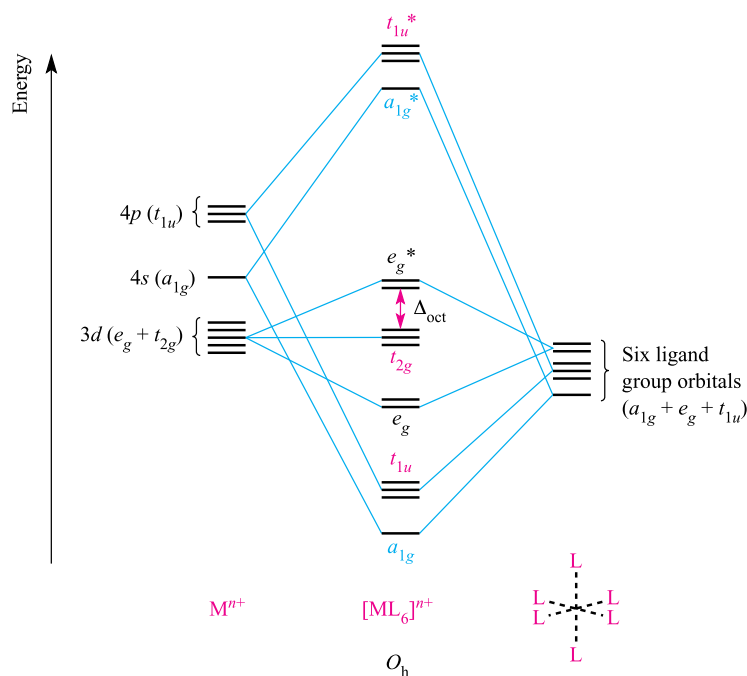 Energy
t₁ᵤ*
a₁g*
4p (t₁ᵤ)
4s (a₁g)
3d (eg + t₂g)
eg*
Δoct
t₂g
eg
t₁ᵤ
a₁g
Six ligand
group orbitals
(a₁g + eg + t₁ᵤ)
Mⁿ⁺
[ML₆]ⁿ⁺
Oh
L
L L
L L
L